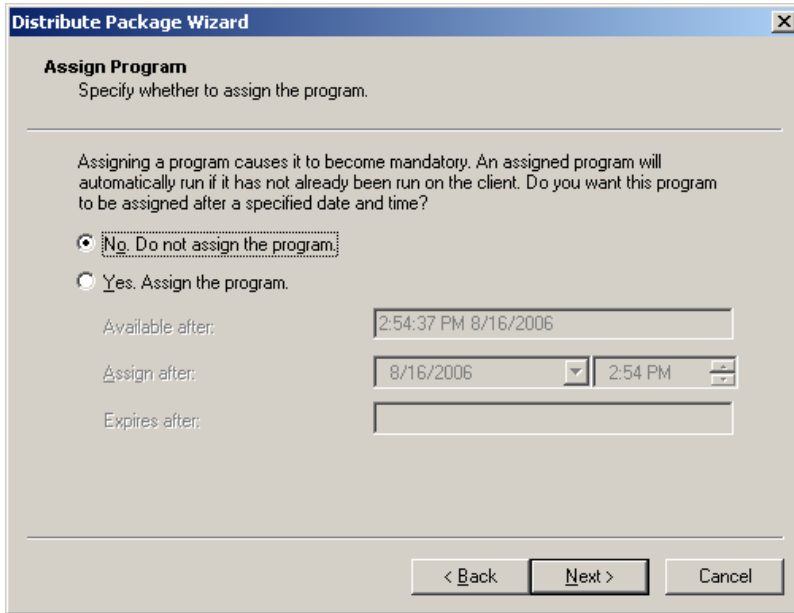 Distribute Package Wizard
Assign Program
Specify whether to assign the program.
Assigning a program causes it to become mandatory. An assigned program will
automatically run if it has not already been run on the client. Do you want this program
to be assigned after a specified date and time?
No. Do not assign the program.
Yes. Assign the program.
Available after: 2:54:37 PM 8/16/2006
Assign after: 8/16/2006 2:54 PM
Expires after:
< Back Next > Cancel